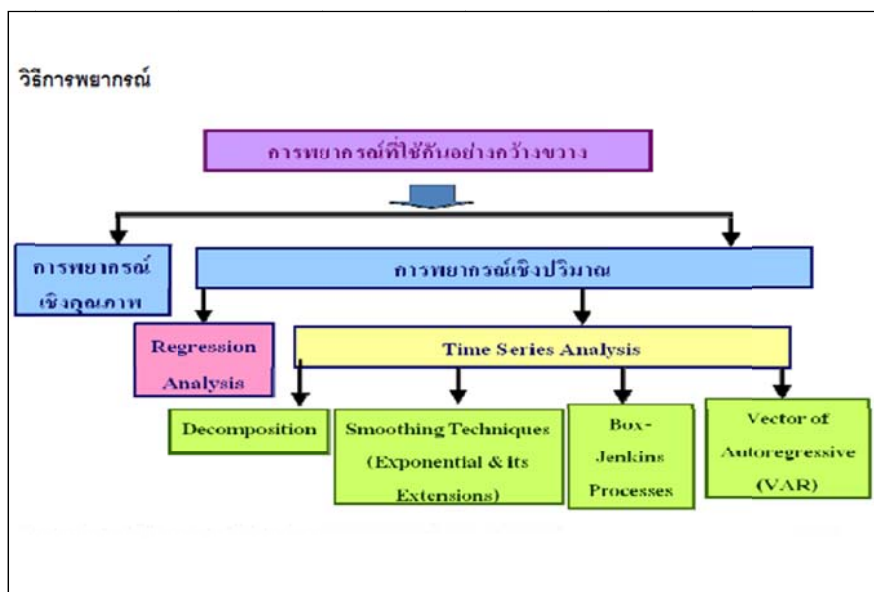 วิธีการพยากรณ์
การพยากรณ์ที่ใช้กันอย่างกว้างขวาง
การพยากรณ์
เชิงคุณภาพ
การพยากรณ์เชิงปริมาณ
Regression
Analysis
Time Series Analysis
Decomposition
Smoothing Techniques
(Exponential & its
Extensions)
Box-
Jenkins
Processes
Vector of
Autoregressive
(VAR)